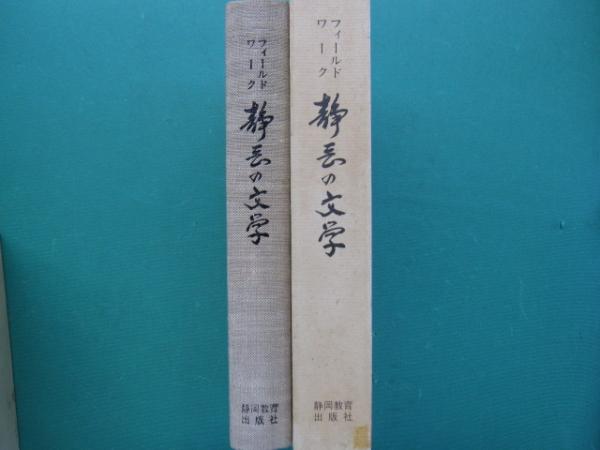 フィールド
ワーク
静岡の文学
静岡教育
出版社
フィールド
ワーク
静岡の文学
静岡教育
出版社